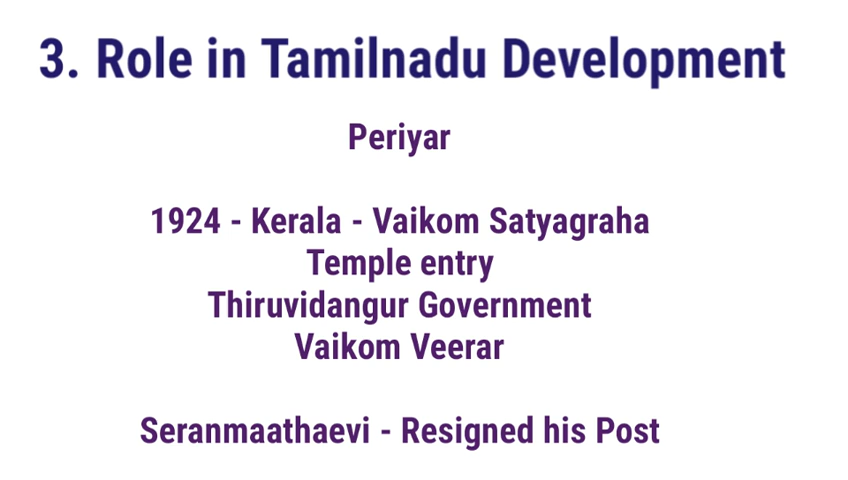 3. Role in Tamilnadu Development
Periyar
1924 - Kerala - Vaikom Satyagraha
Temple entry
Thiruvidangur Government
Vaikom Veerar
Seranmaathaevi - Resigned his Post